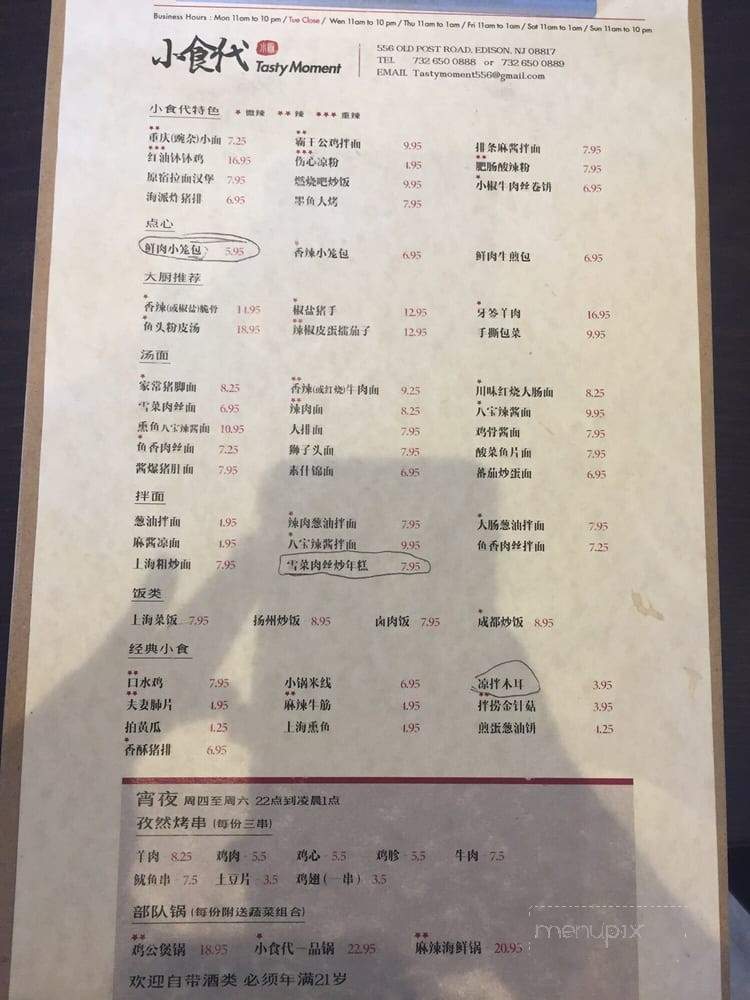 Business Hours : Mon 11am to 10 pm / Tue Close / Wen 11am to 10 pm / Thu 11am to 1am / Fri 11am to 1am / Sat 11am to 1am / Sun 11am to 10 pm
小食代 Tasty Moment
556 OLD POST ROAD, EDISON, NJ 08817
TEL 732 650 0888 or 732 650 0889
EMAIL Tastymoment556@gmail.com
小食代特色 * 微辣 ** 辣 *** 重辣
重庆(豌杂)小面 7.25 霸王公鸡拌面 9.95 排条麻酱拌面 7.95
红油钵钵鸡 16.95 伤心凉粉 4.95 肥肠酸辣粉 7.95
原宿拉面汉堡 7.95 燃烧吧炒饭 9.95 小椒牛肉丝卷饼 6.95
海派炸猪排 6.95 墨鱼大烤 7.95
点心
鲜肉小笼包 5.95 香辣小笼包 6.95 鲜肉生煎包 6.95
大厨推荐
香辣(或椒盐)脆骨 14.95 椒盐猪手 12.95 牙签羊肉 16.95
鱼头粉皮汤 18.95 辣椒皮蛋擂茄子 12.95 手撕包菜 9.95
汤面
家常猪脚面 8.25 香辣(或红烧)牛肉面 9.25 川味红烧大肠面 8.25
雪菜肉丝面 6.95 辣肉面 8.25 八宝辣酱面 9.95
熏鱼八宝辣酱面 10.95 大排面 7.95 鸡骨酱面 7.95
鱼香肉丝面 7.25 狮子头面 7.95 酸菜鱼片面 7.95
酱爆猪肝面 7.95 素什锦面 6.95 番茄炒蛋面 6.95
拌面
葱油拌面 4.95 辣肉葱油拌面 7.95 大肠葱油拌面 7.95
麻酱凉面 4.95 八宝辣酱拌面 9.95 鱼香肉丝拌面 7.25
上海粗炒面 7.95 雪菜肉丝炒年糕 7.95
饭类
上海菜饭 7.95 扬州炒饭 8.95 卤肉饭 7.95 成都炒饭 8.95
经典小食
口水鸡 7.95 小锅米线 6.95 凉拌木耳 3.95
夫妻肺片 4.95 麻辣牛筋 4.95 拌捞金针菇 3.95
拍黄瓜 4.25 上海熏鱼 4.95 煎蛋葱油饼 4.25
香酥猪排 6.95
宵夜 周四至周六 22点到凌晨1点
孜然烤串 (每份三串)
羊肉 8.25 鸡肉 5.5 鸡心 5.5 鸡胗 5.5 牛肉 7.5
鱿鱼串 7.5 土豆片 3.5 鸡翅(一串) 3.5
部队锅 (每份附送蔬菜组合)
鸡公煲锅 18.95 小食代一品锅 22.95 麻辣海鲜锅 20.95
欢迎自带酒类 必须年满21岁
menupix